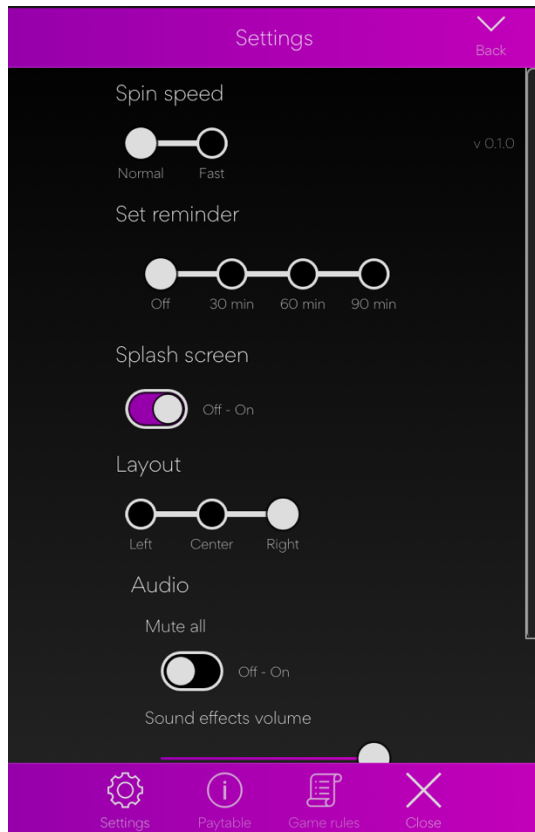 Settings
Back
Spin speed
v 0.1.0
Normal Fast
Set reminder
Off 30 min 60 min 90 min
Splash screen
Off - On
Layout
Left Center Right
Audio
Mute all
Off - On
Sound effects volume
Settings Paytable Game rules Close